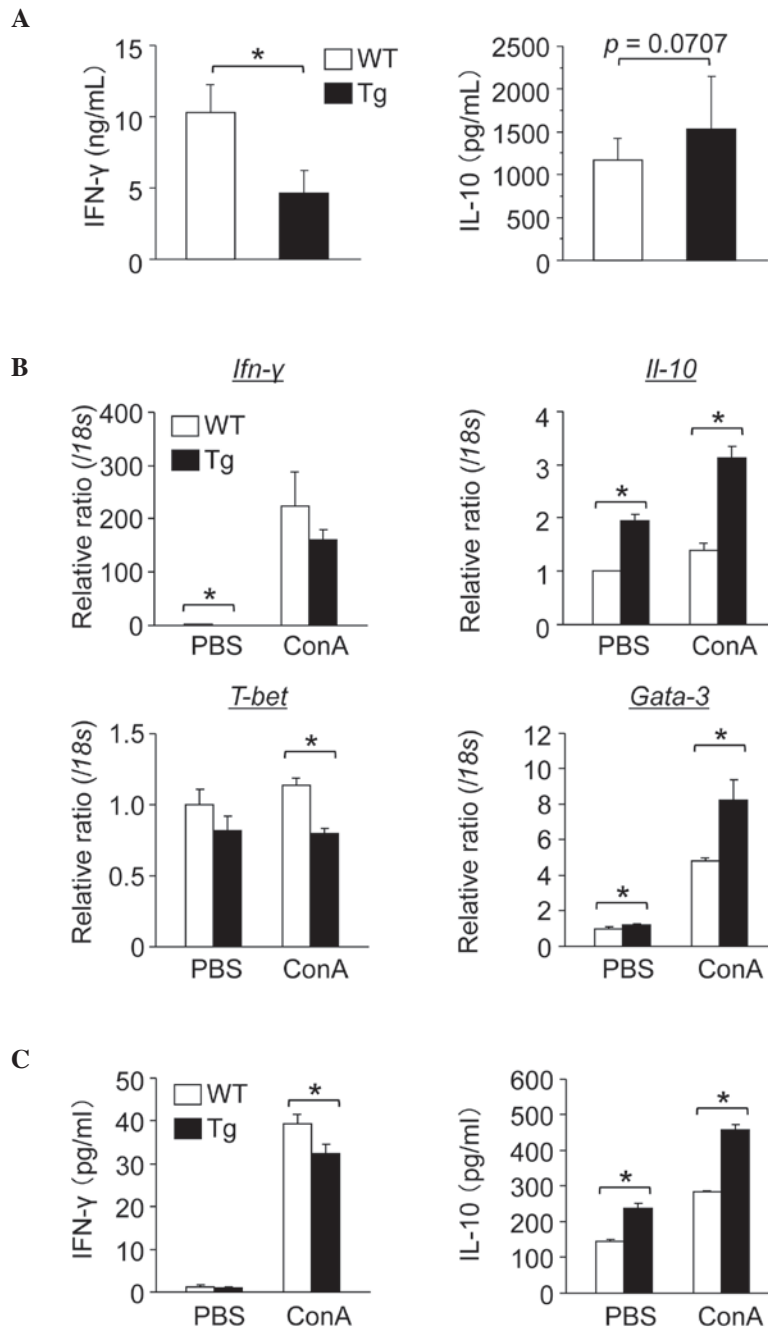 A
IFN-γ (ng/mL)
15
10
5
0
*
WT
Tg
IL-10 (pg/mL)
2500
2000
1500
1000
500
0
p = 0.0707
B
Ifn-γ
Relative ratio (/18s)
400
300
200
100
0
WT
Tg
*
PBS ConA
Il-10
Relative ratio (/18s)
4
3
2
1
0
*
*
PBS ConA
T-bet
Relative ratio (/18s)
1.5
1.0
0.5
0
*
PBS ConA
Gata-3
Relative ratio (/18s)
12
10
8
6
4
2
0
*
*
PBS ConA
C
IFN-γ (pg/ml)
50
40
30
20
10
0
WT
Tg
*
PBS ConA
IL-10 (pg/ml)
600
500
400
300
200
100
0
*
*
PBS ConA